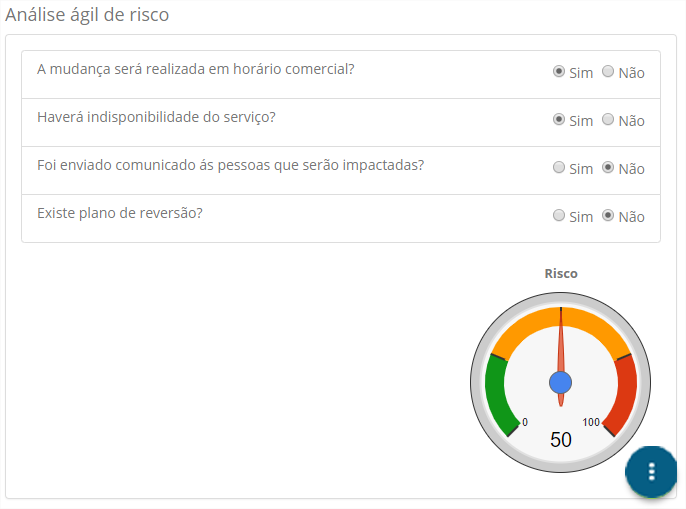 Análise ágil de risco
A mudança será realizada em horário comercial? Sim Não
Haverá indisponibilidade do serviço? Sim Não
Foi enviado comunicado ás pessoas que serão impactadas? Sim Não
Existe plano de reversão? Sim Não
Risco
0 100
50